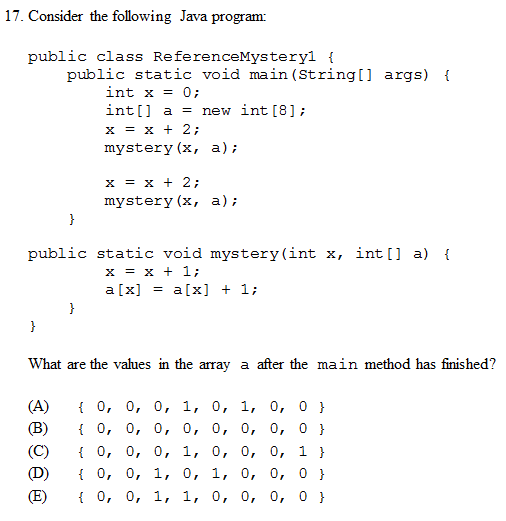 17. Consider the following Java program:
public class ReferenceMystery1 {
public static void main(String[] args) {
int x = 0;
int[] a = new int[8];
x = x + 2;
mystery(x, a);
x = x + 2;
mystery(x, a);
}
public static void mystery(int x, int[] a) {
x = x + 1;
a[x] = a[x] + 1;
}
}
What are the values in the array a after the main method has finished?
(A) { 0, 0, 0, 1, 0, 1, 0, 0 }
(B) { 0, 0, 0, 0, 0, 0, 0, 0 }
(C) { 0, 0, 0, 1, 0, 0, 0, 1 }
(D) { 0, 0, 1, 0, 1, 0, 0, 0 }
(E) { 0, 0, 1, 1, 0, 0, 0, 0 }